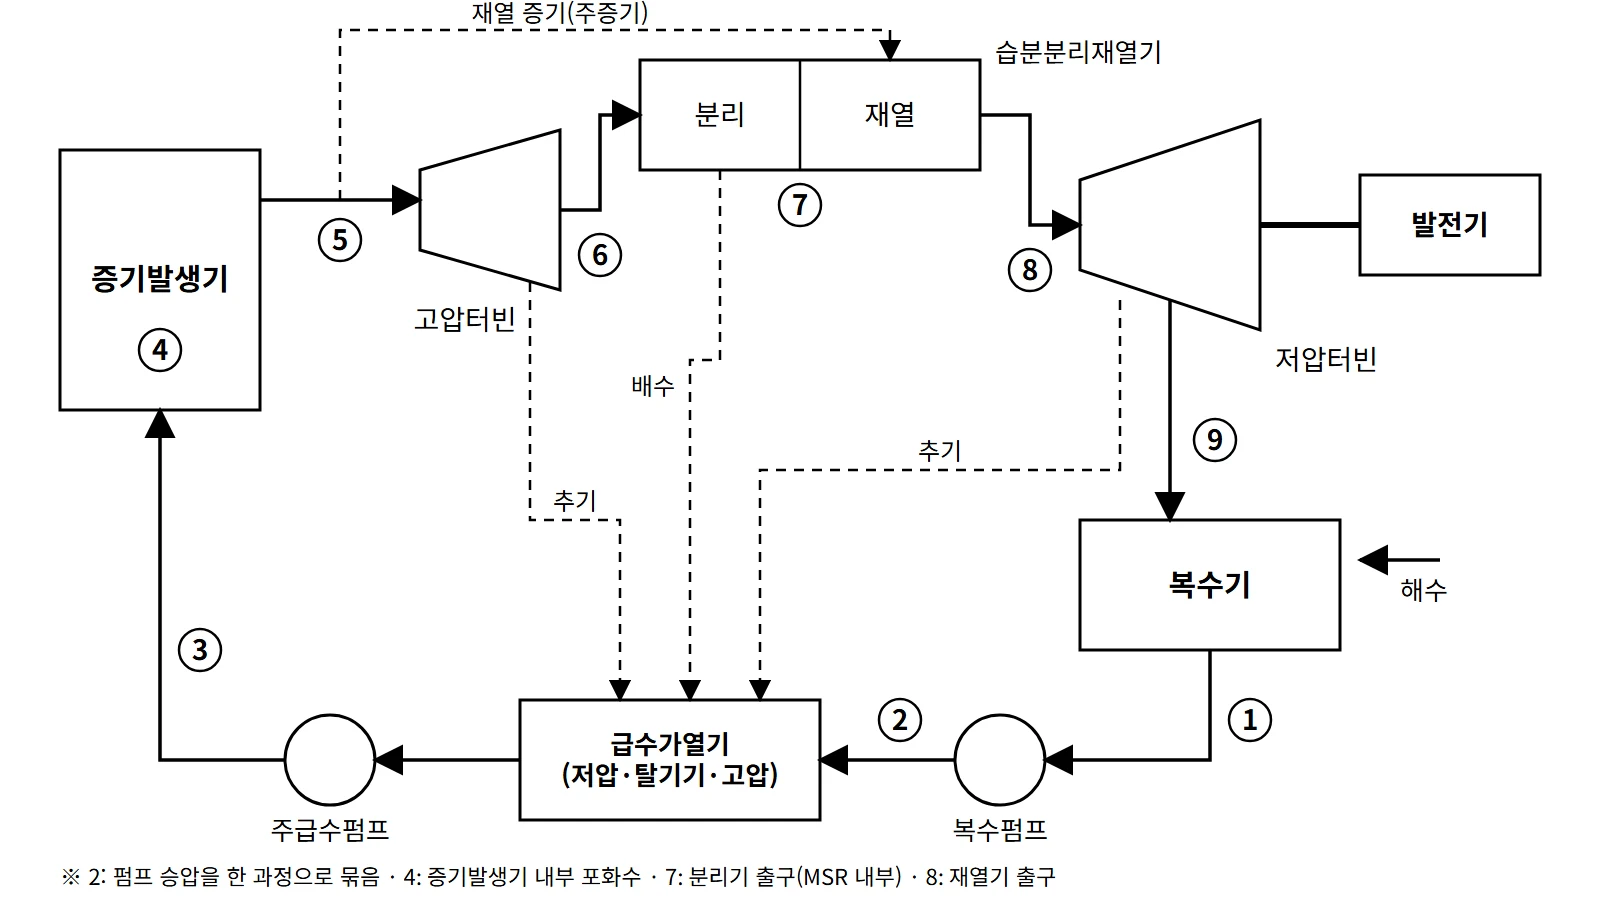 재열 증기(주증기)
습분분리재열기
분리
재열
⑦
증기발생기
④
⑤
고압터빈
⑥
⑧
저압터빈
발전기
배수
추기
추기
⑨
복수기
해수
③
②
①
급수가열기
(저압·탈기기·고압)
주급수펌프
복수펌프
※ 2: 펌프 승압을 한 과정으로 묶음 · 4: 증기발생기 내부 포화수 · 7: 분리기 출구(MSR 내부) · 8: 재열기 출구